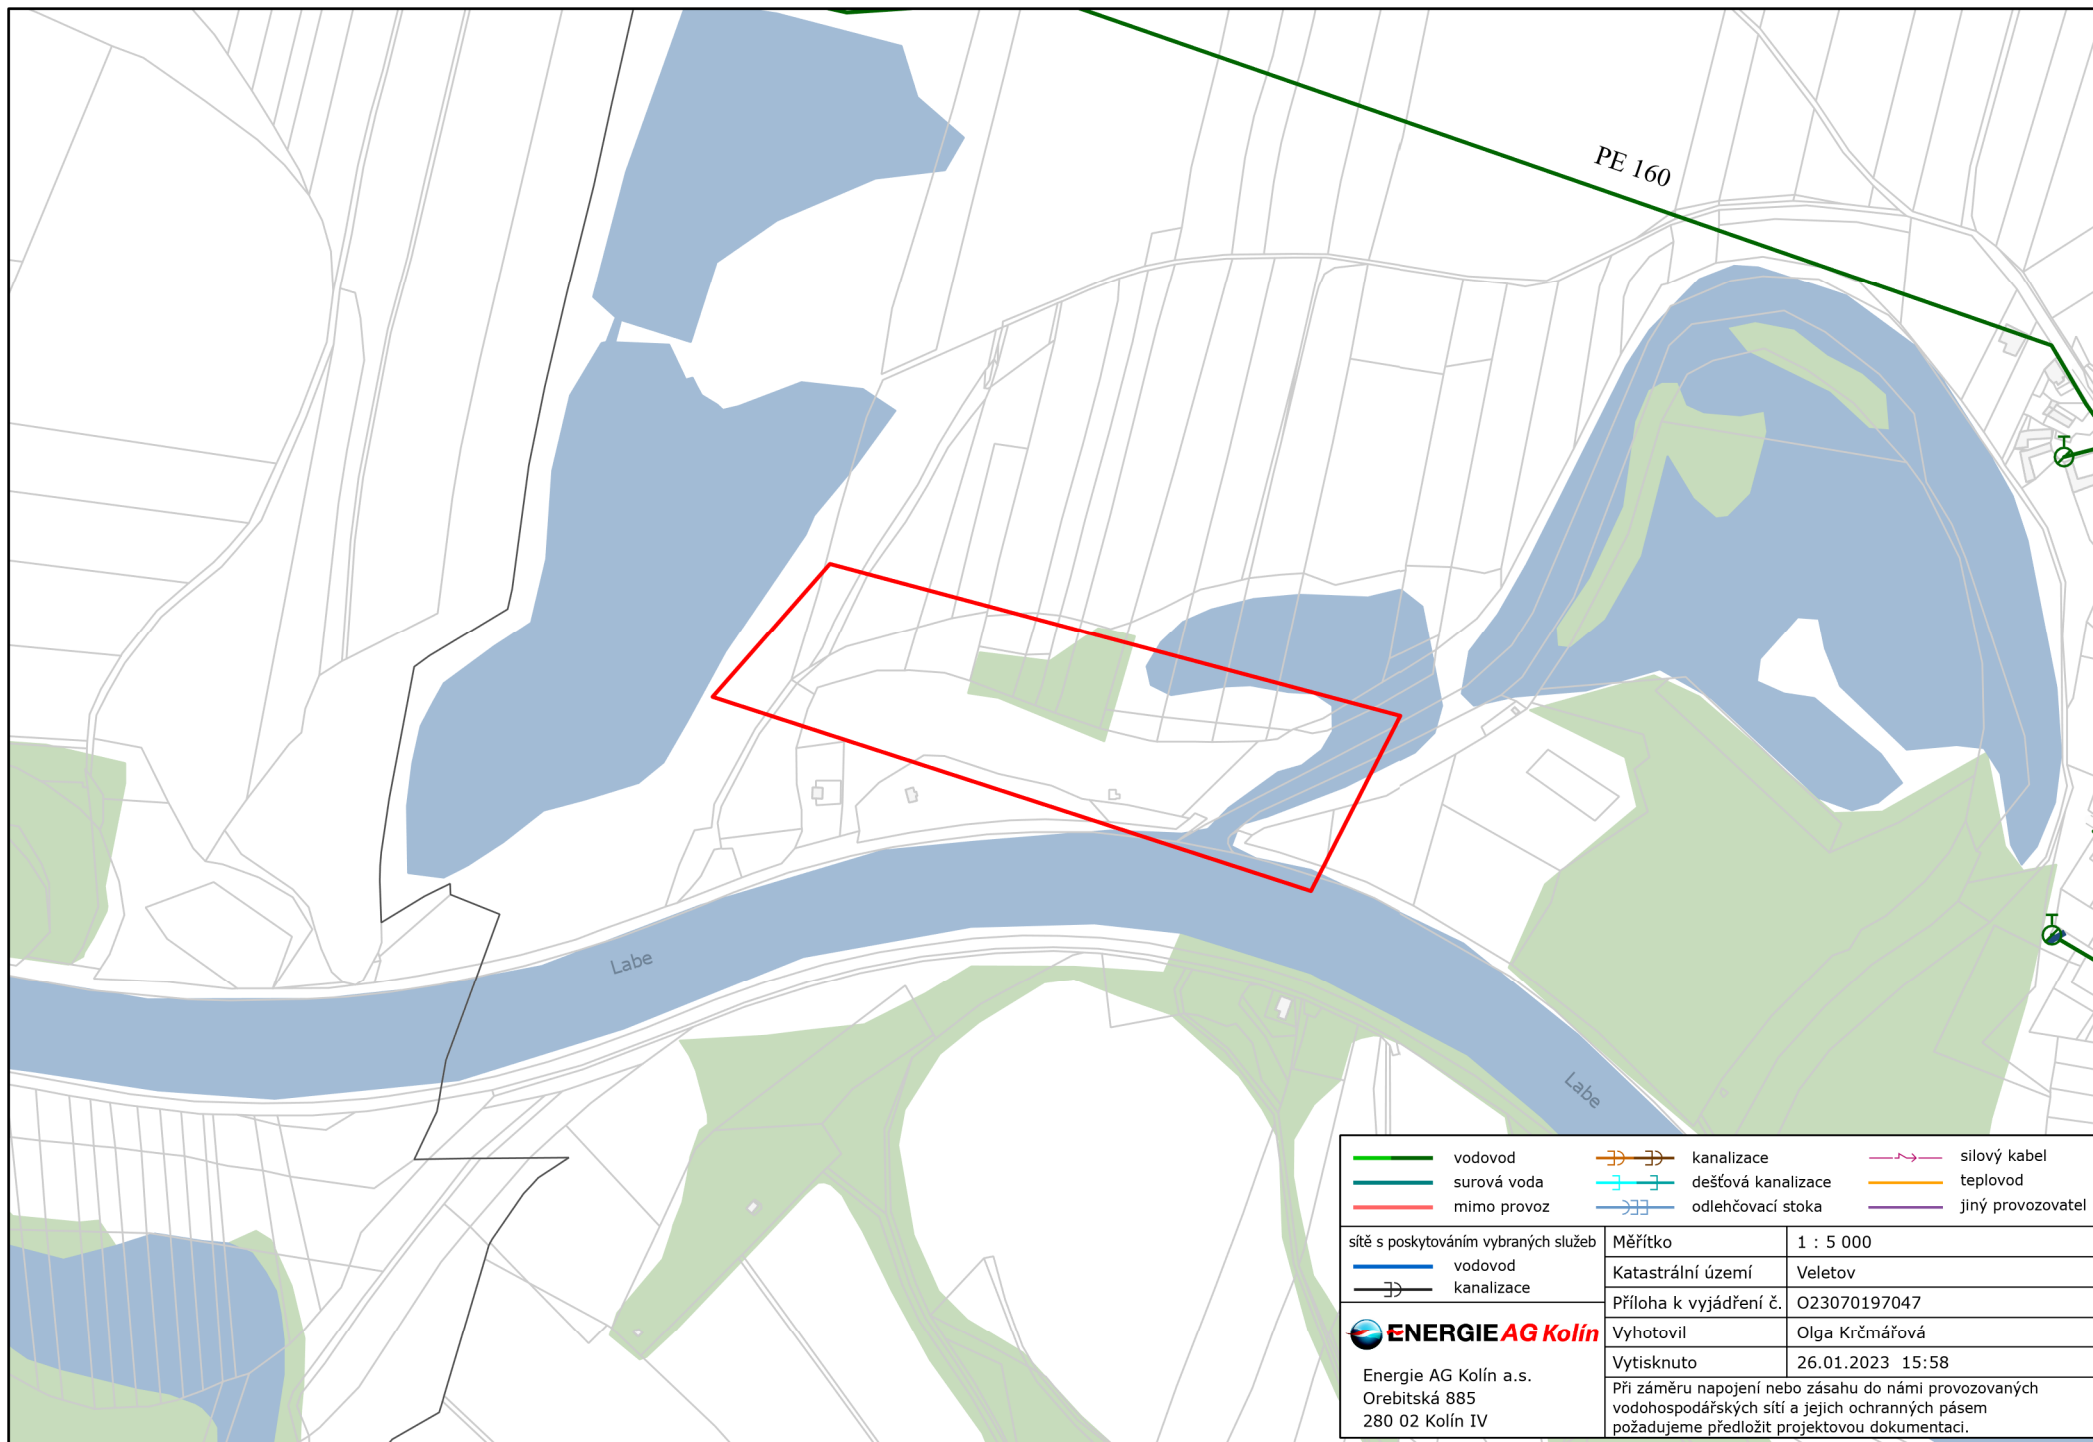 PE 160
Labe
Labe
vodovod
surová voda
mimo provoz
kanalizace
dešťová kanalizace
odlehčovací stoka
silový kabel
teplovod
jiný provozovatel
sítě s poskytováním vybraných služeb
vodovod
kanalizace
Měřítko 1 : 5 000
Katastrální území Veletov
Příloha k vyjádření č. O23070197047
Vyhotovil Olga Krčmářová
Vytisknuto 26.01.2023 15:58
ENERGIE AG Kolín
Energie AG Kolín a.s.
Orebitská 885
280 02 Kolín IV
Při záměru napojení nebo zásahu do námi provozovaných
vodohospodářských sítí a jejich ochranných pásem
požadujeme předložit projektovou dokumentaci.